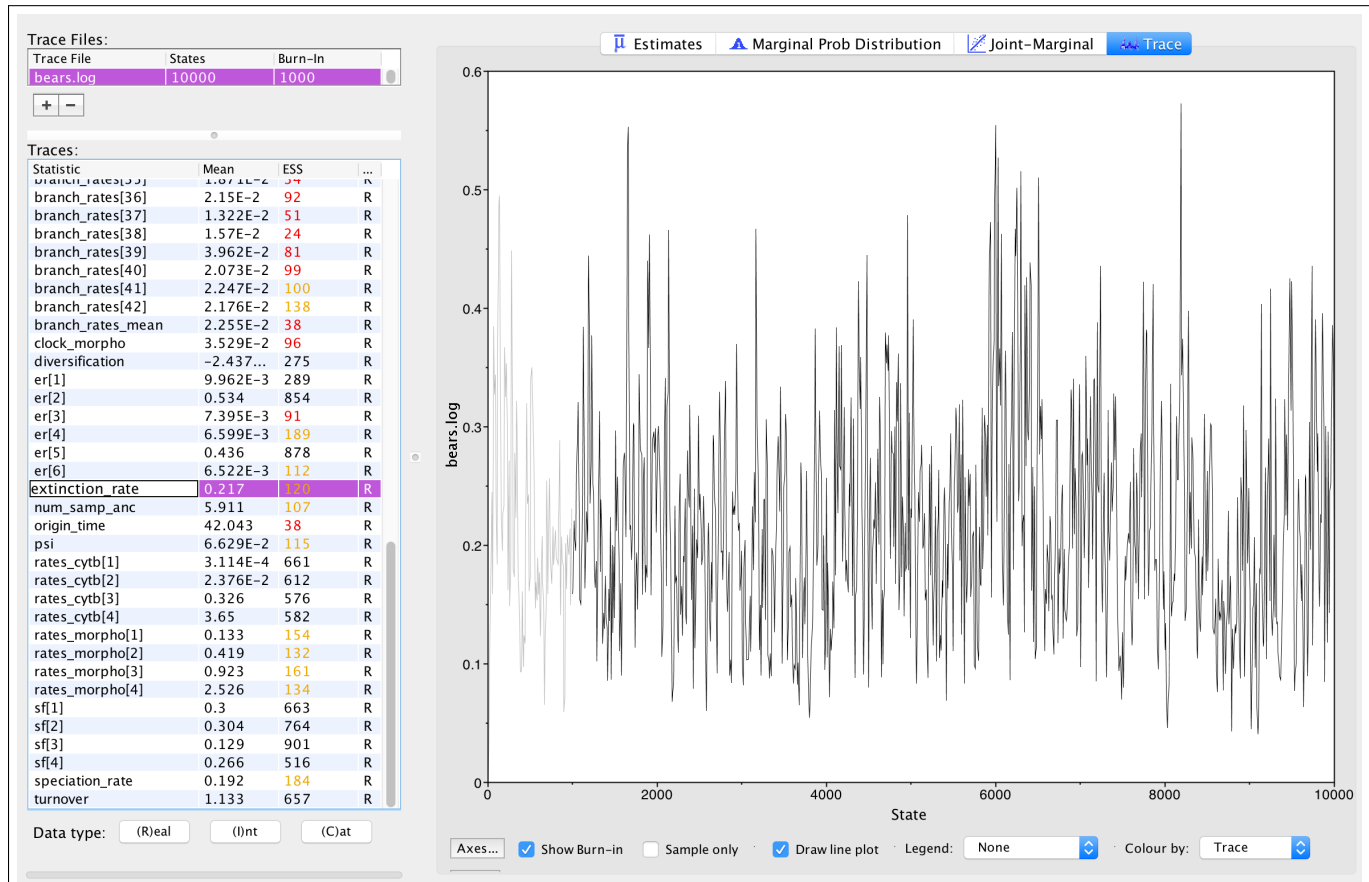 Trace Files:
Trace File States Burn-In
bears.log 10000 1000
+ −
Traces:
Statistic Mean ESS ...
branch_rates[35] 1.871E-2 54 R
branch_rates[36] 2.15E-2 92 R
branch_rates[37] 1.322E-2 51 R
branch_rates[38] 1.57E-2 24 R
branch_rates[39] 3.962E-2 81 R
branch_rates[40] 2.073E-2 99 R
branch_rates[41] 2.247E-2 100 R
branch_rates[42] 2.176E-2 138 R
branch_rates_mean 2.255E-2 38 R
clock_morpho 3.529E-2 96 R
diversification -2.437... 275 R
er[1] 9.962E-3 289 R
er[2] 0.534 854 R
er[3] 7.395E-3 91 R
er[4] 6.599E-3 189 R
er[5] 0.436 878 R
er[6] 6.522E-3 112 R
extinction_rate 0.217 120 R
num_samp_anc 5.911 107 R
origin_time 42.043 38 R
psi 6.629E-2 115 R
rates_cytb[1] 3.114E-4 661 R
rates_cytb[2] 2.376E-2 612 R
rates_cytb[3] 0.326 576 R
rates_cytb[4] 3.65 582 R
rates_morpho[1] 0.133 154 R
rates_morpho[2] 0.419 132 R
rates_morpho[3] 0.923 161 R
rates_morpho[4] 2.526 134 R
sf[1] 0.3 663 R
sf[2] 0.304 764 R
sf[3] 0.129 901 R
sf[4] 0.266 516 R
speciation_rate 0.192 184 R
turnover 1.133 657 R
Data type: (R)eal (I)nt (C)at
μ Estimates Marginal Prob Distribution Joint-Marginal Trace
0.6
0.5
0.4
0.3
0.2
0.1
0
bears.log
0 2000 4000 6000 8000 10000
State
Axes... Show Burn-in Sample only Draw line plot Legend: None Colour by: Trace